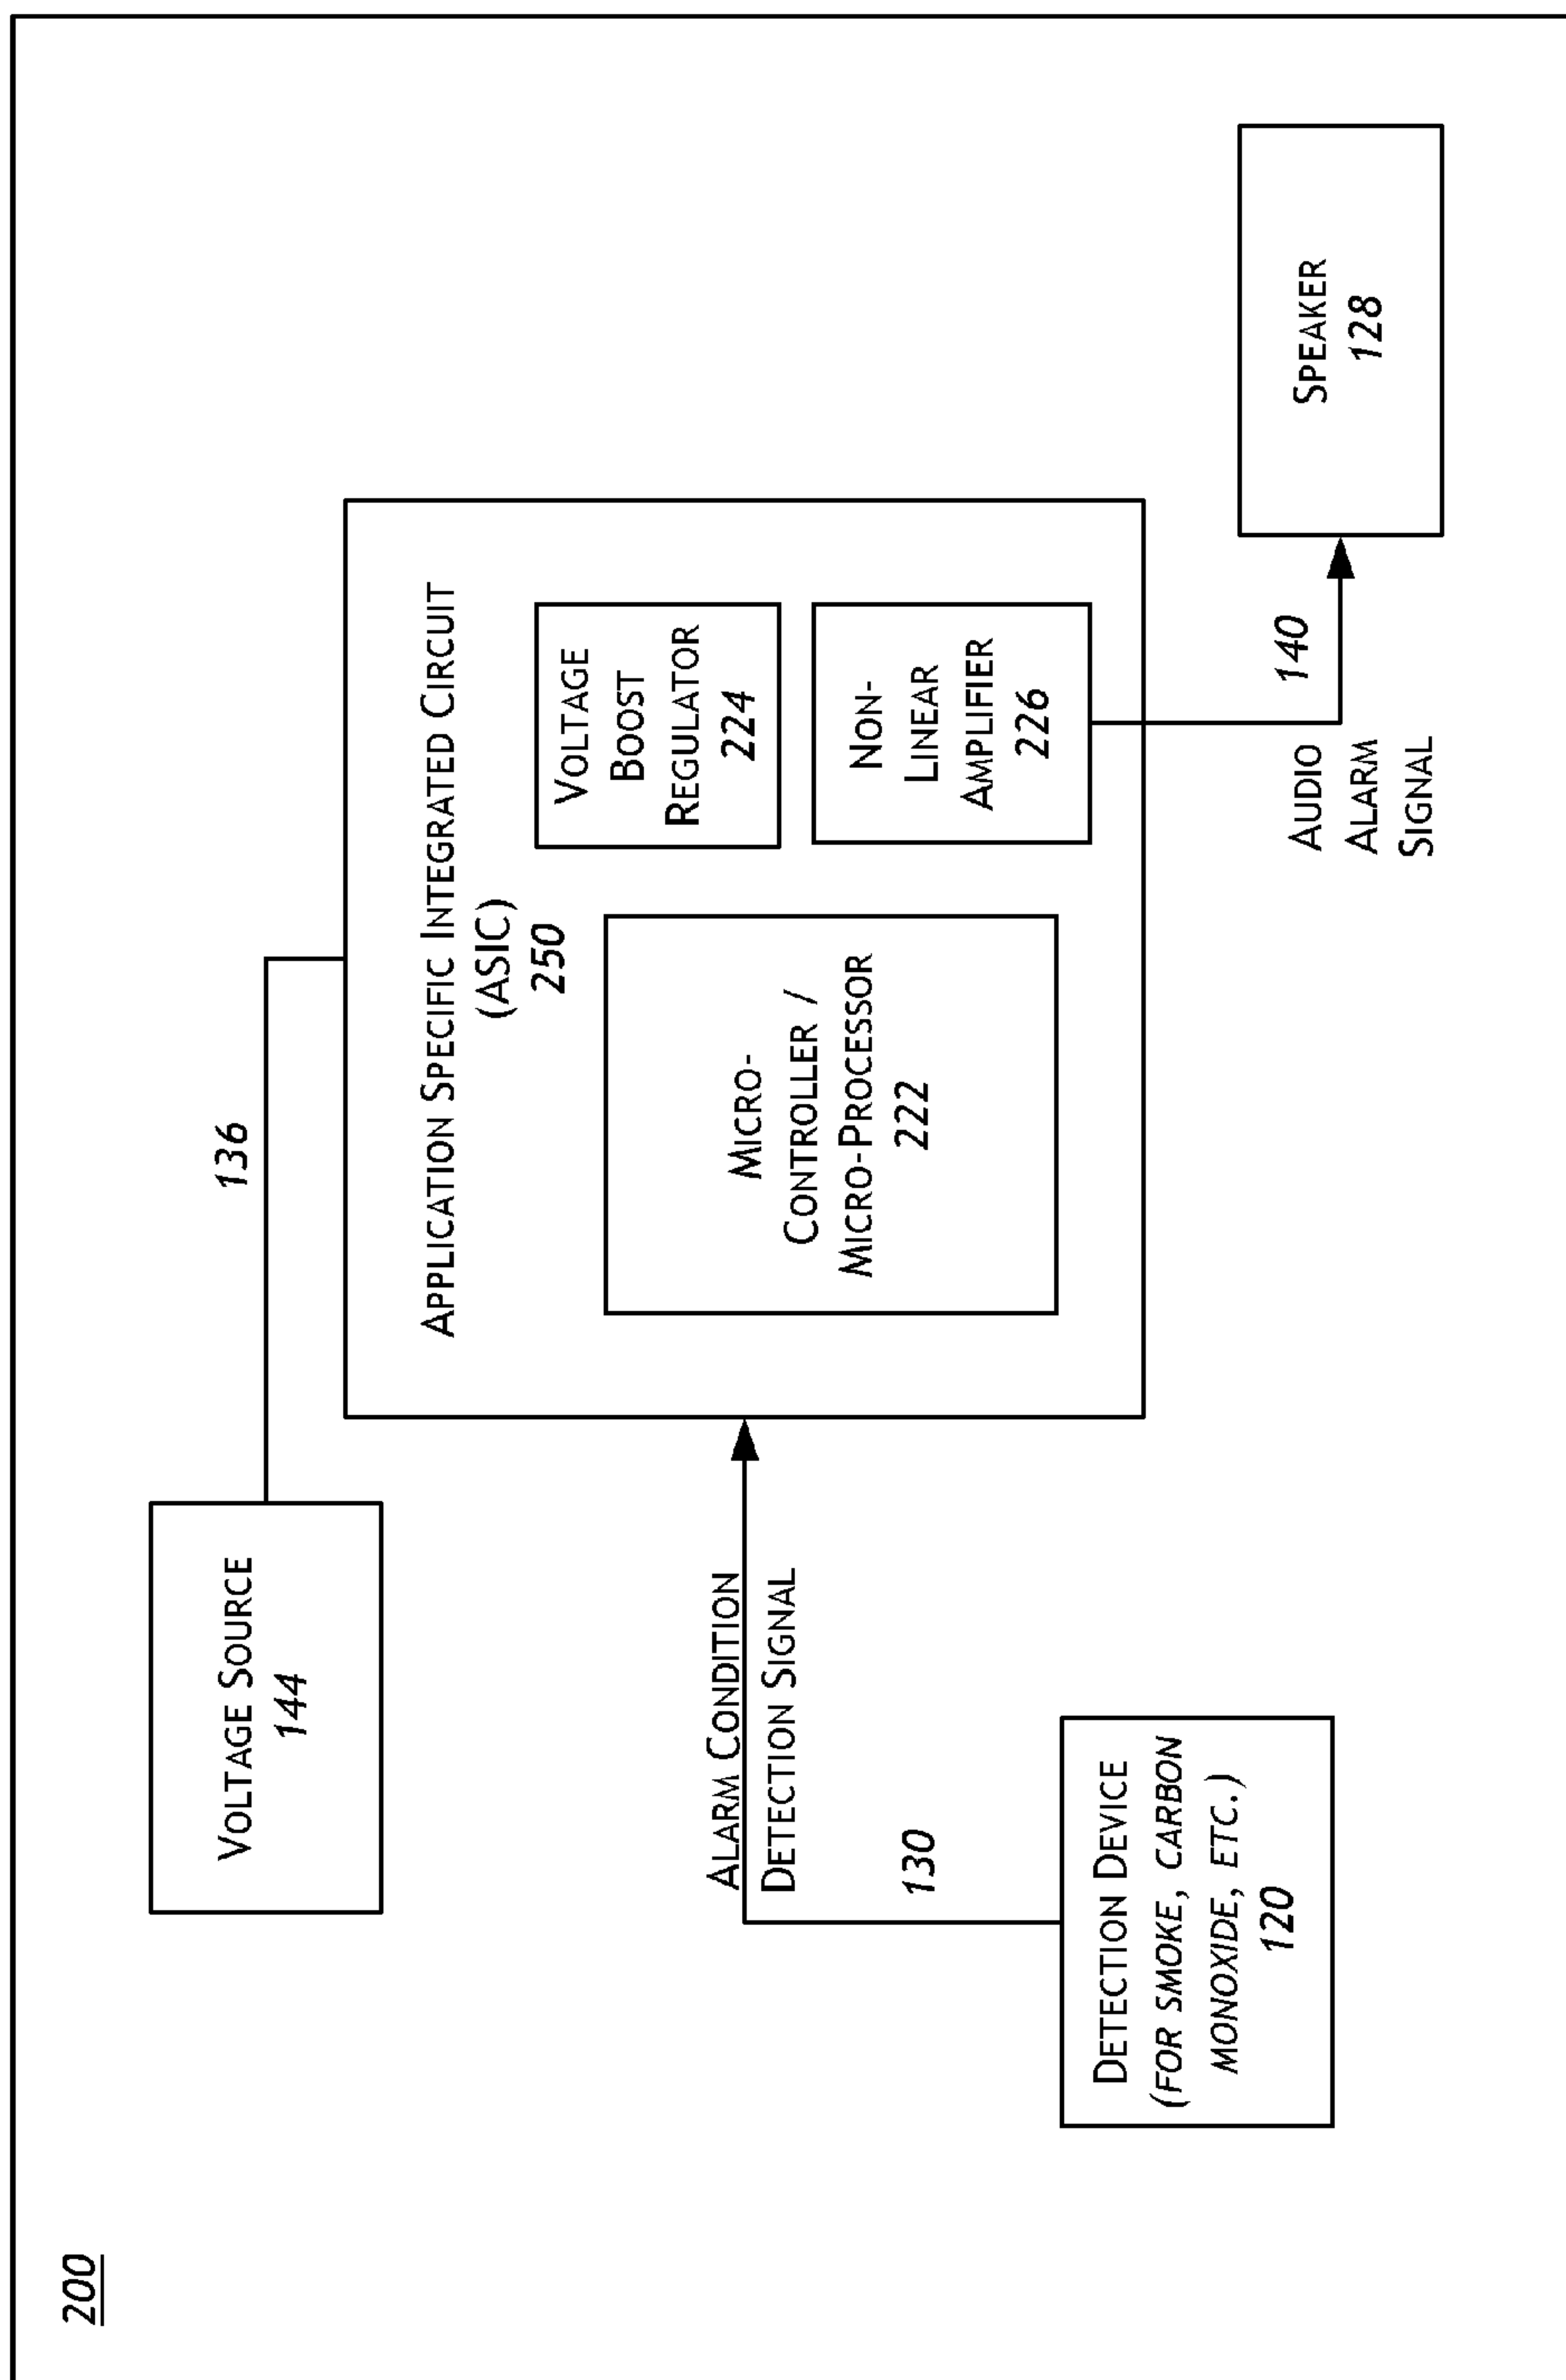 200
VOLTAGE SOURCE
144
136
APPLICATION SPECIFIC INTEGRATED CIRCUIT
(ASIC)
250
MICRO-
CONTROLLER /
MICRO-PROCESSOR
222
VOLTAGE
BOOST
REGULATOR
224
NON-
LINEAR
AMPLIFIER
226
ALARM CONDITION
DETECTION SIGNAL
130
DETECTION DEVICE
(FOR SMOKE, CARBON
MONOXIDE, ETC.)
120
140
AUDIO
ALARM
SIGNAL
SPEAKER
128